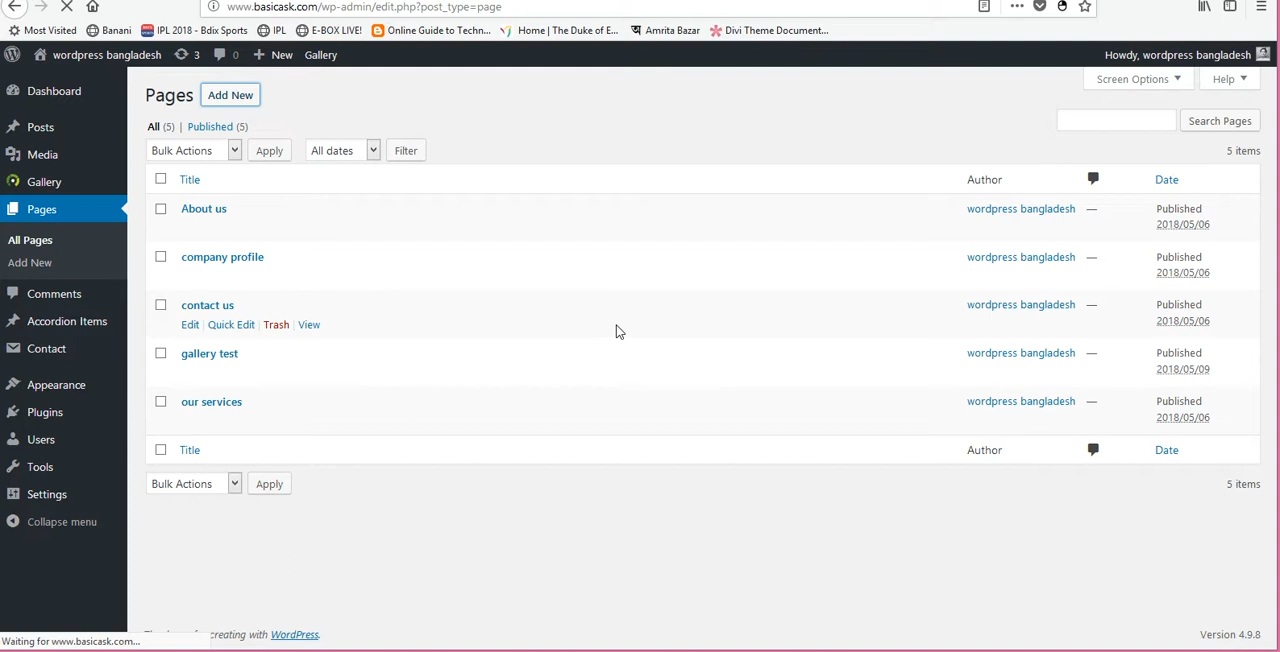 www.basicask.com/wp-admin/edit.php?post_type=page
Most Visited Banani IPL 2018 - Bdix Sports IPL E-BOX LIVE! Online Guide to Techn... Home | The Duke of E... Amrita Bazar Divi Theme Document...
wordpress bangladesh 3 0 New Gallery Howdy, wordpress bangladesh
Screen Options Help
Dashboard
Posts
Media
Gallery
Pages
All Pages
Add New
Comments
Accordion Items
Contact
Appearance
Plugins
Users
Tools
Settings
Collapse menu
Pages Add New
All (5) | Published (5)
Search Pages
Bulk Actions Apply All dates Filter 5 items
Title Author Date
About us wordpress bangladesh — Published
2018/05/06
company profile wordpress bangladesh — Published
2018/05/06
contact us wordpress bangladesh — Published
Edit | Quick Edit | Trash | View 2018/05/06
gallery test wordpress bangladesh — Published
2018/05/09
our services wordpress bangladesh — Published
2018/05/06
Title Author Date
Bulk Actions Apply 5 items
creating with WordPress. Version 4.9.8
Waiting for www.basicask.com...